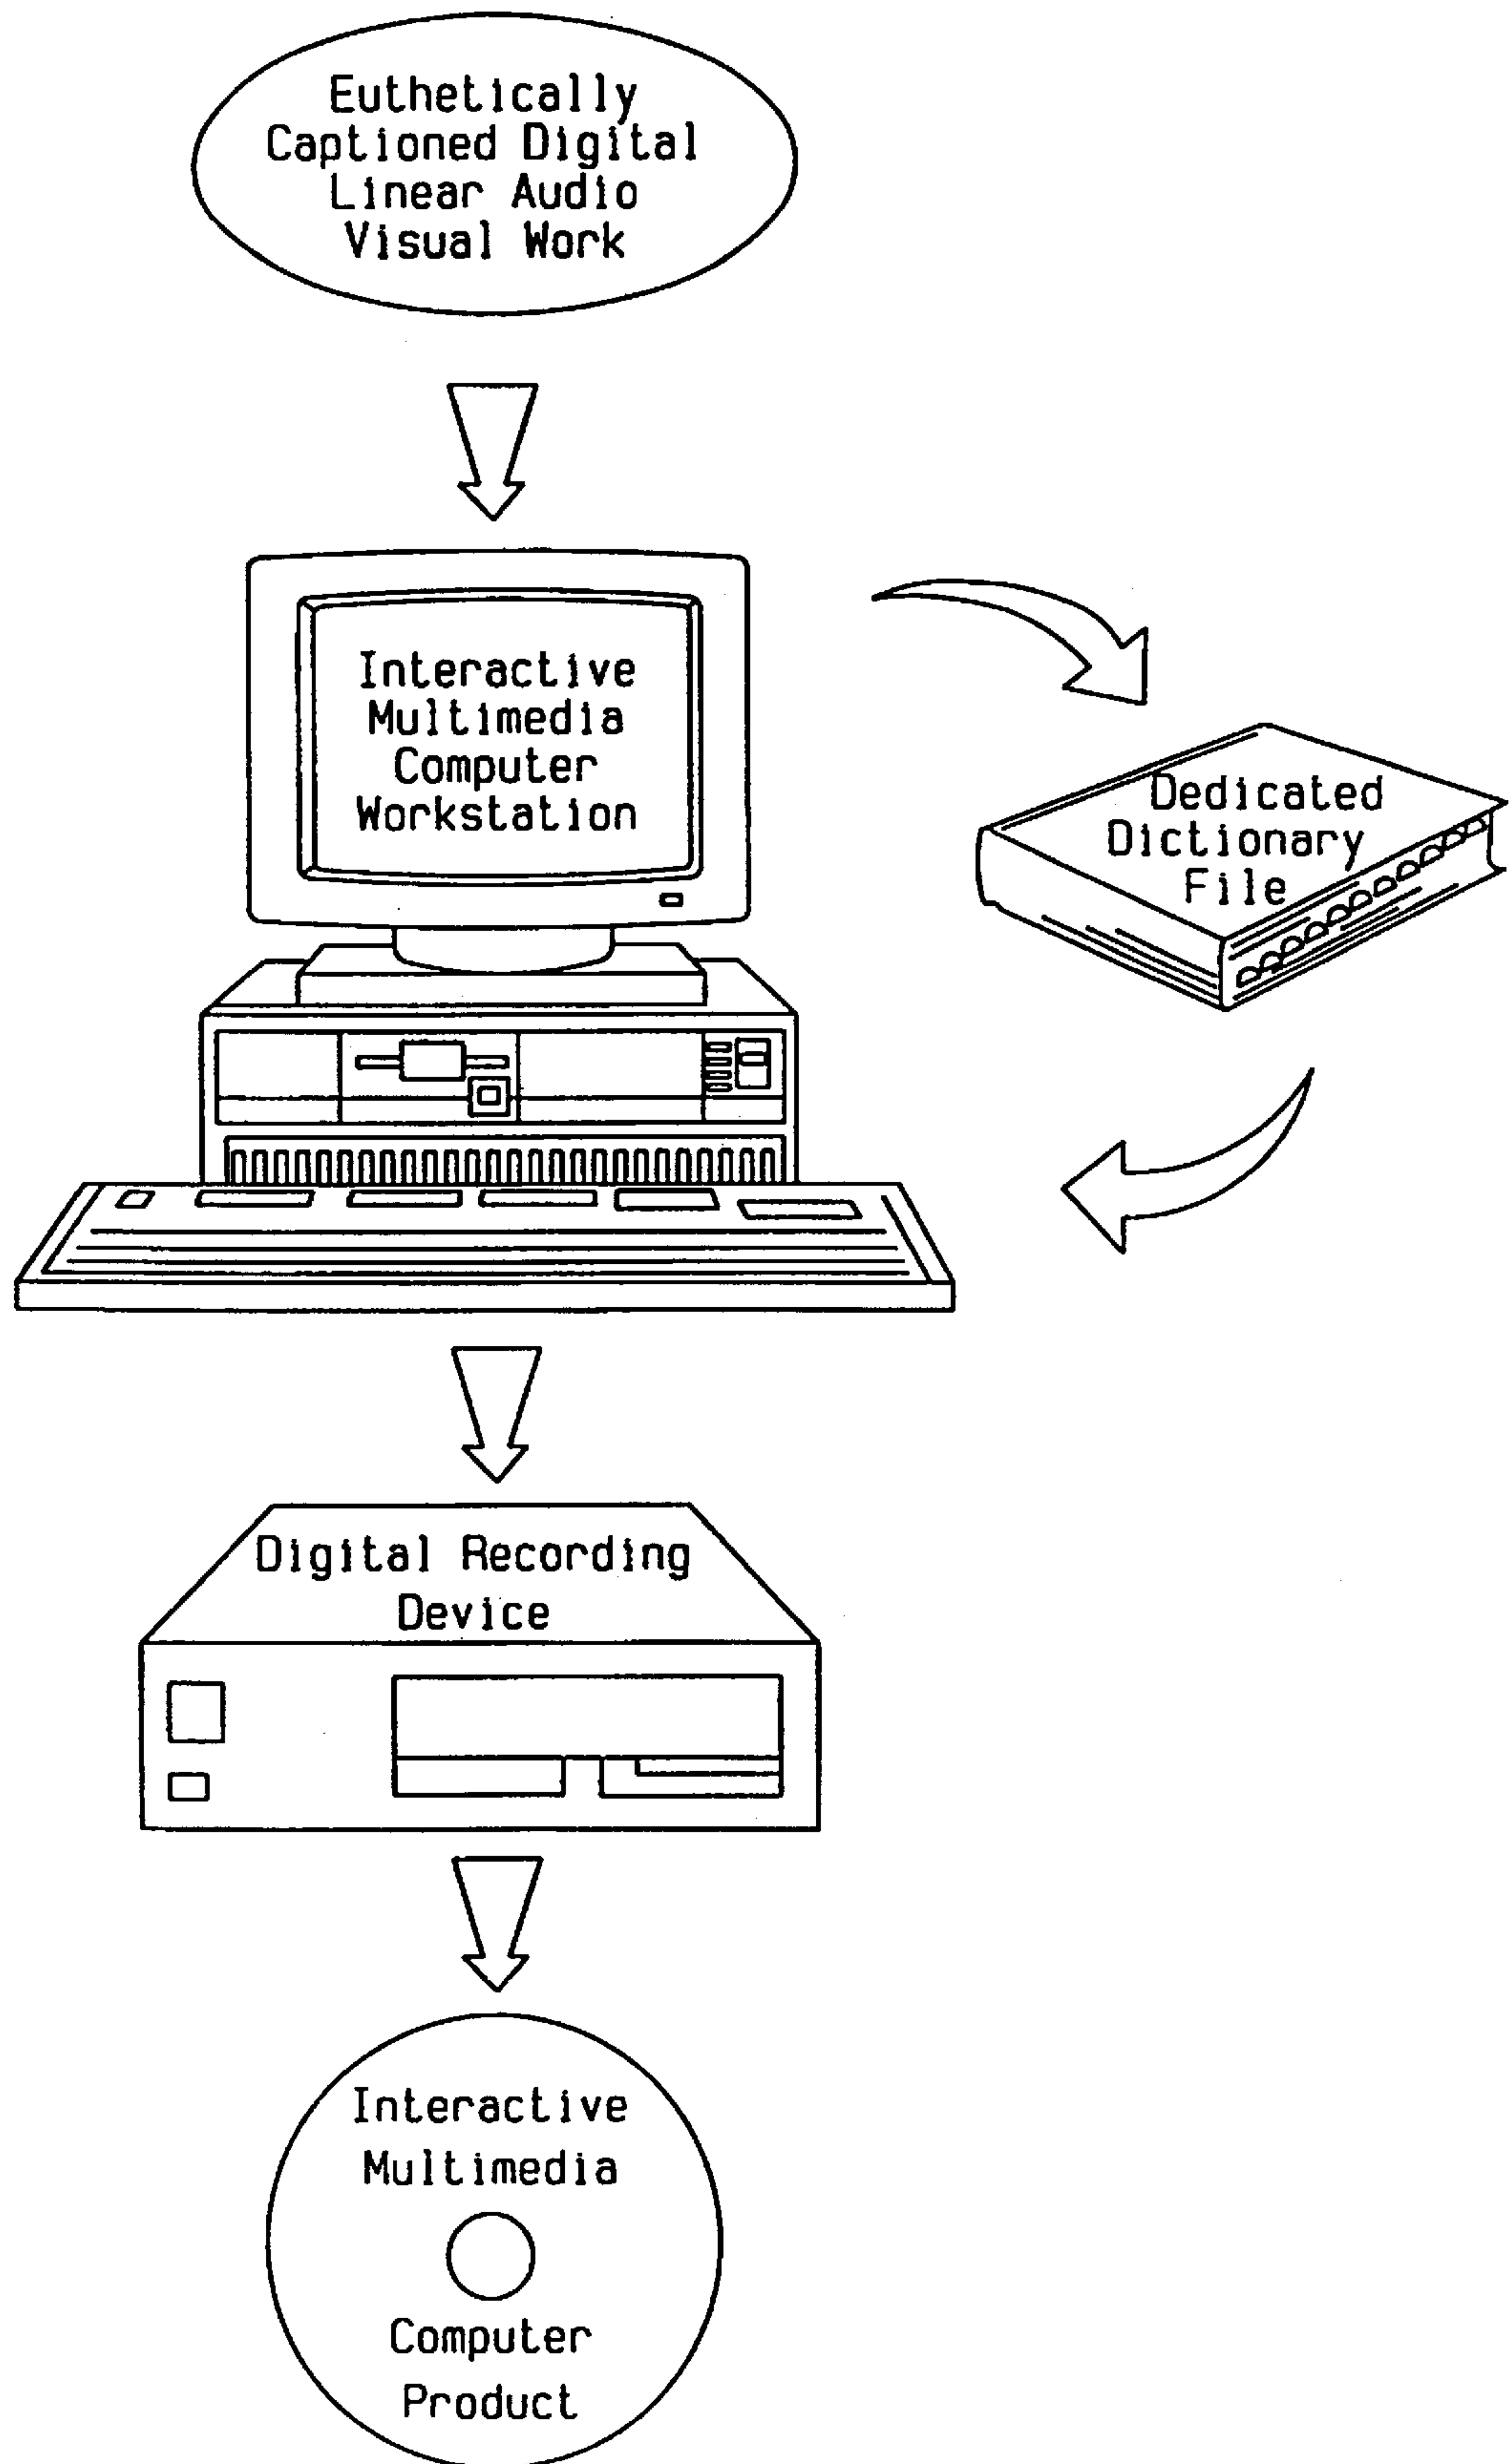 Euthetically
Captioned Digital
Linear Audio
Visual Work
Interactive
Multimedia
Computer
Workstation
Dedicated
Dictionary
File
Digital Recording
Device
Interactive
Multimedia
Computer
Product